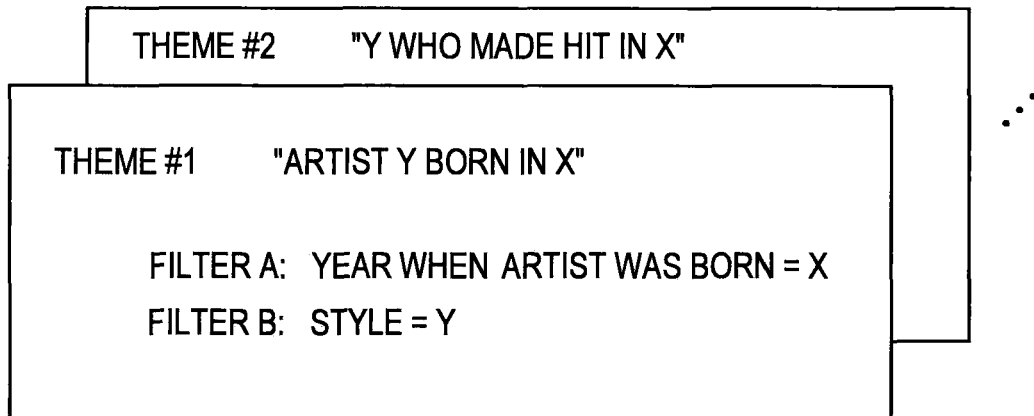 THEME #2 "Y WHO MADE HIT IN X"
THEME #1 "ARTIST Y BORN IN X"
FILTER A: YEAR WHEN ARTIST WAS BORN = X
FILTER B: STYLE = Y